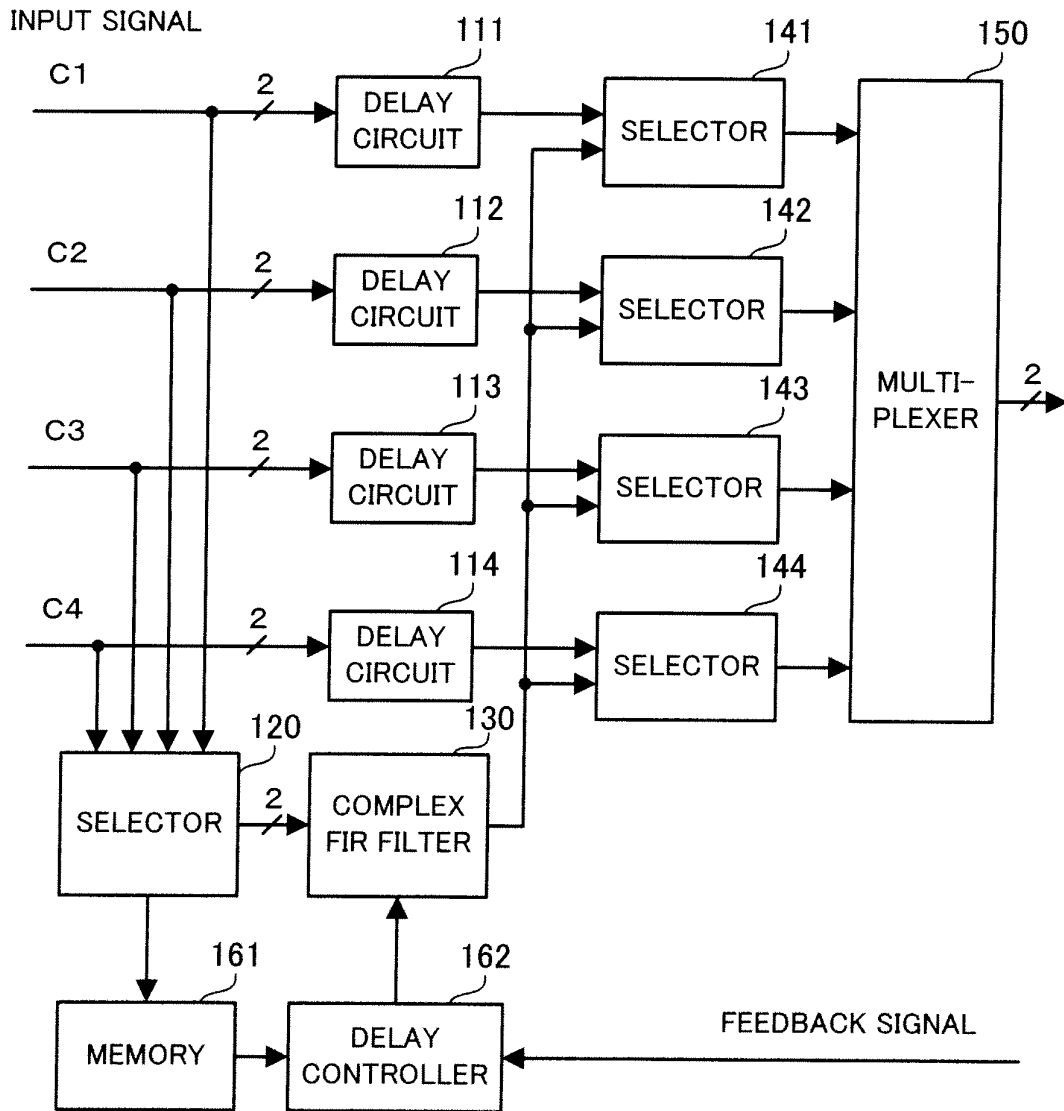 INPUT SIGNAL
C1
2
111
DELAY
CIRCUIT
141
SELECTOR
150
C2
2
112
DELAY
CIRCUIT
142
SELECTOR
MULTI-
PLEXER
2
C3
2
113
DELAY
CIRCUIT
143
SELECTOR
C4
2
114
DELAY
CIRCUIT
144
SELECTOR
120
SELECTOR
2
130
COMPLEX
FIR FILTER
161
MEMORY
162
DELAY
CONTROLLER
FEEDBACK SIGNAL